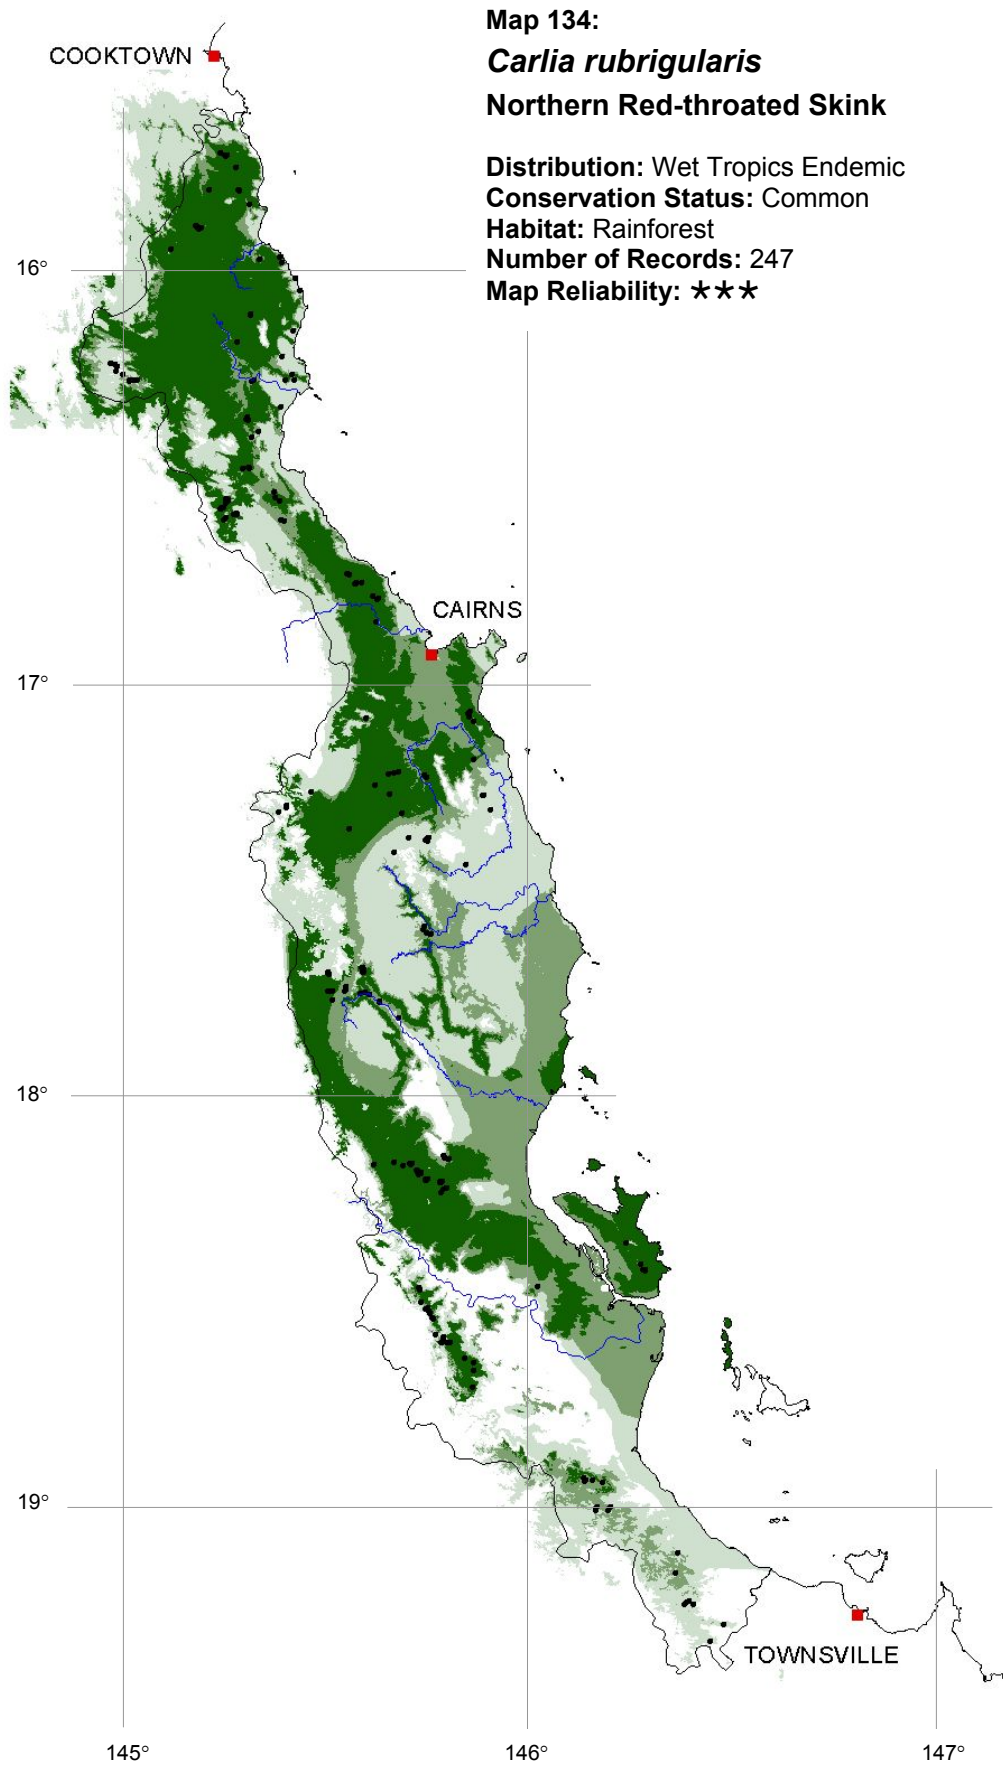 Map 134:
COOKTOWN
Carlia rubrigularis
Northern Red-throated Skink
Distribution: Wet Tropics Endemic
Conservation Status: Common
Habitat: Rainforest
Number of Records: 247
Map Reliability: ***
16°
CAIRNS
17°
18°
19°
TOWNSVILLE
145°
146°
147°